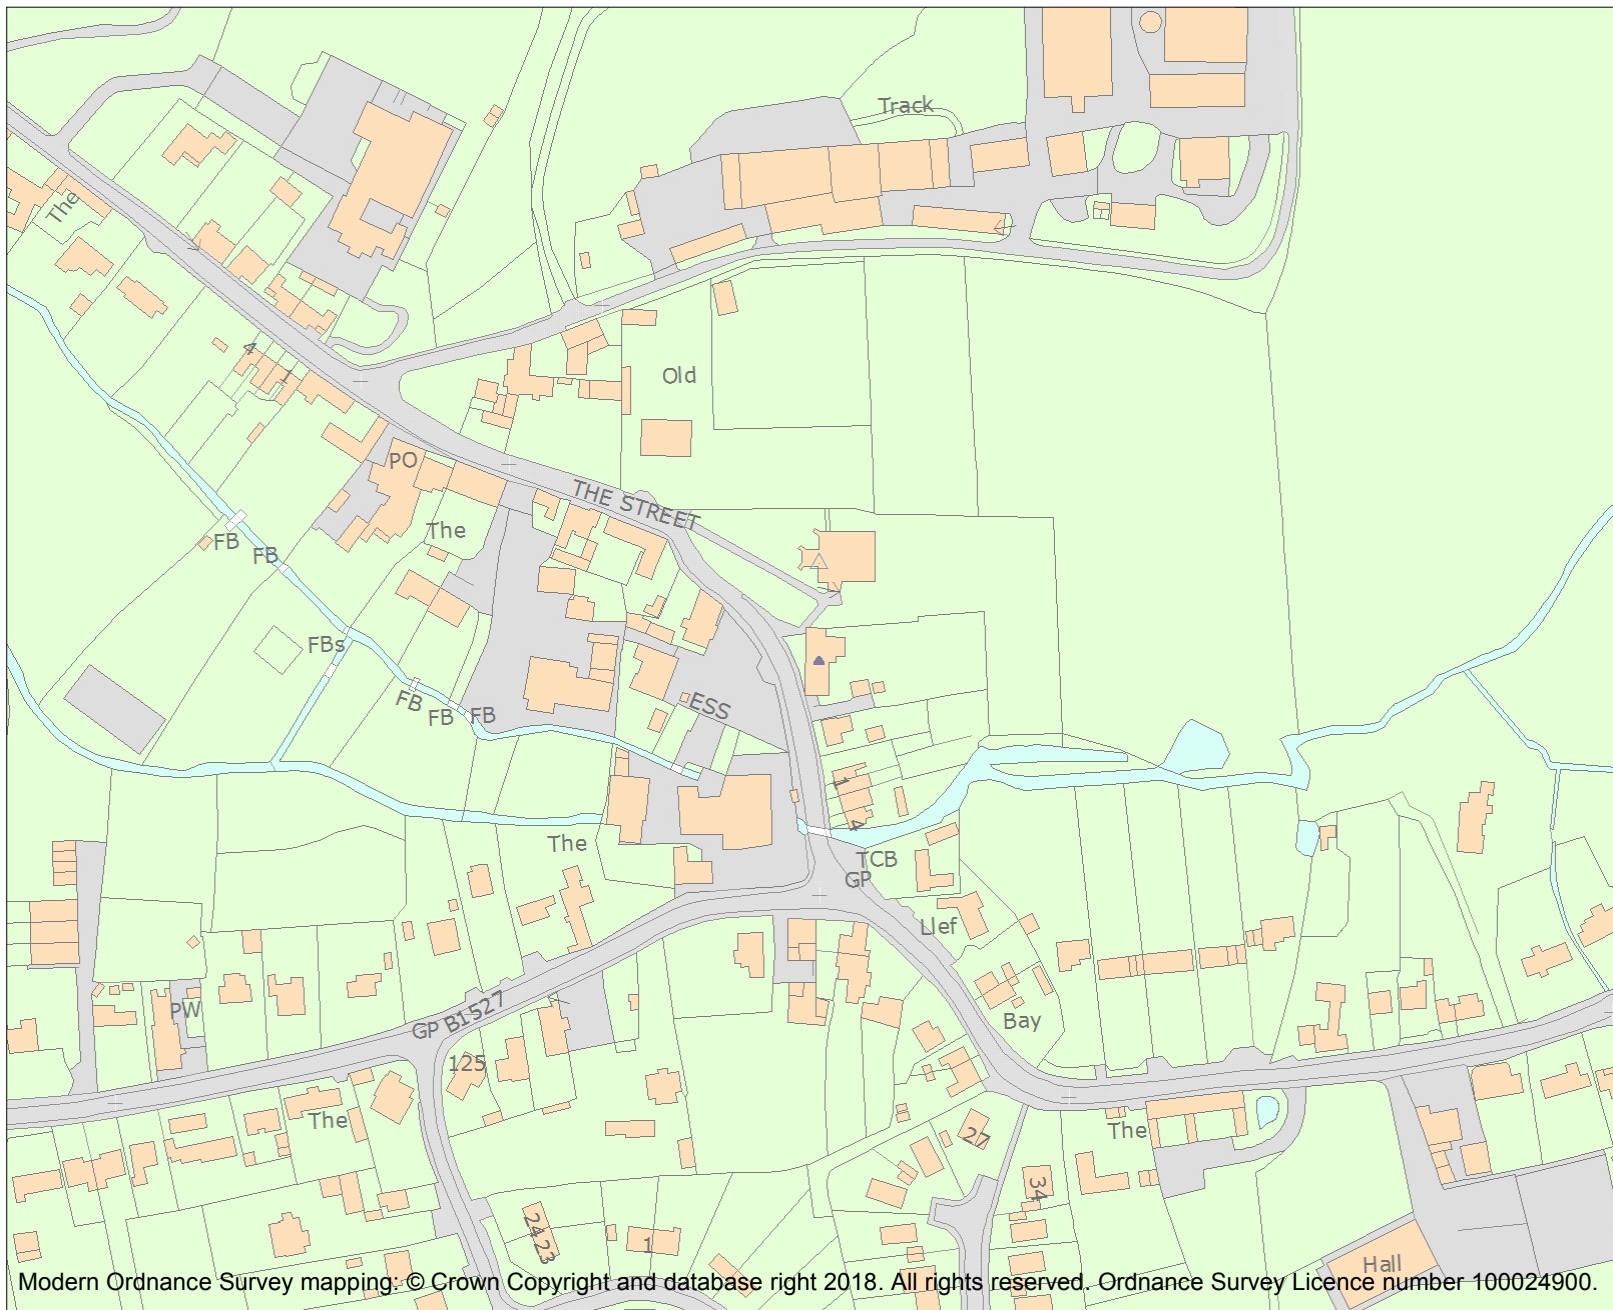 Track
The
4
1
Old
PO
The
THE STREET
FB
FB
FBs
FB
FB
FB
ESS
1
4
The
TCB
GP
Llef
PW
GP B1527
Bay
125
The
The
27
34
24
23
1
Hall
Modern Ordnance Survey mapping: © Crown Copyright and database right 2018. All rights reserved. Ordnance Survey Licence number 100024900.